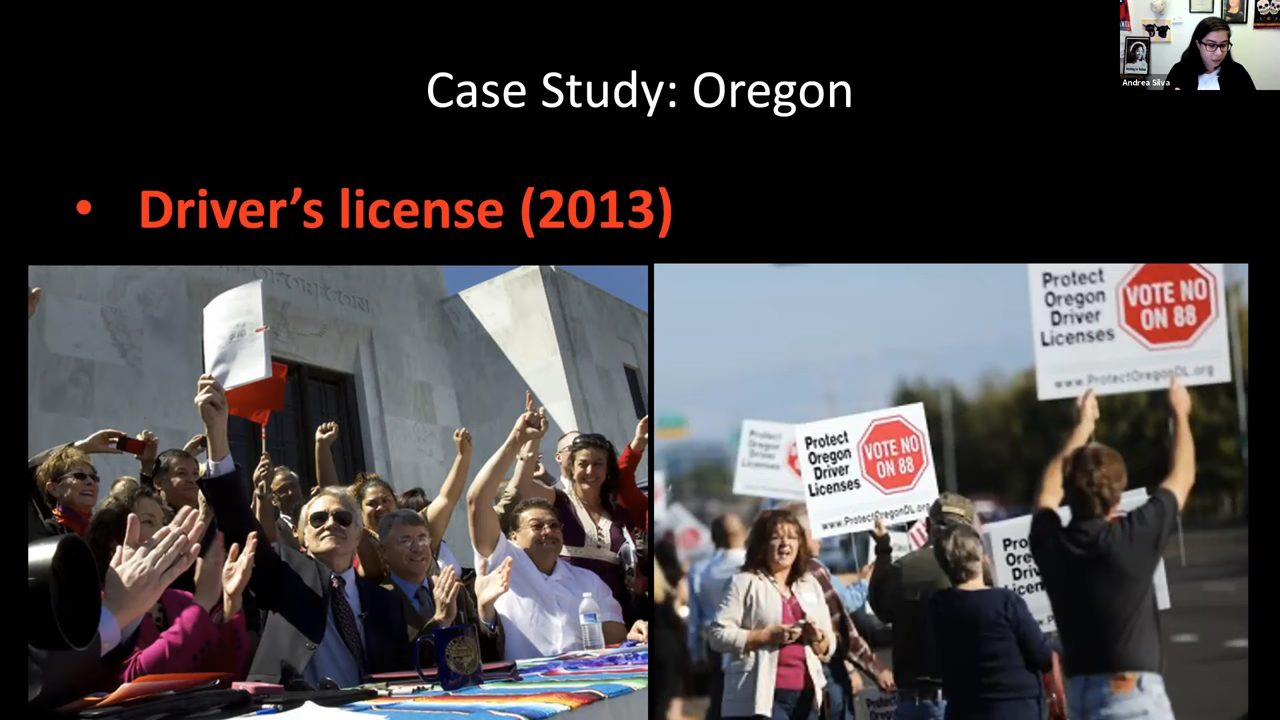 Case Study: Oregon
Andrea Silva
• Driver's license (2013)
Protect
Oregon
Driver
Licenses
VOTE NO
ON 88
www.ProtectOregonDL.org
Protect
Oregon
Driver
Licenses
VOTE NO
ON 88
www.ProtectOregonDL.org
Protect
Oregon
Driver
Licenses